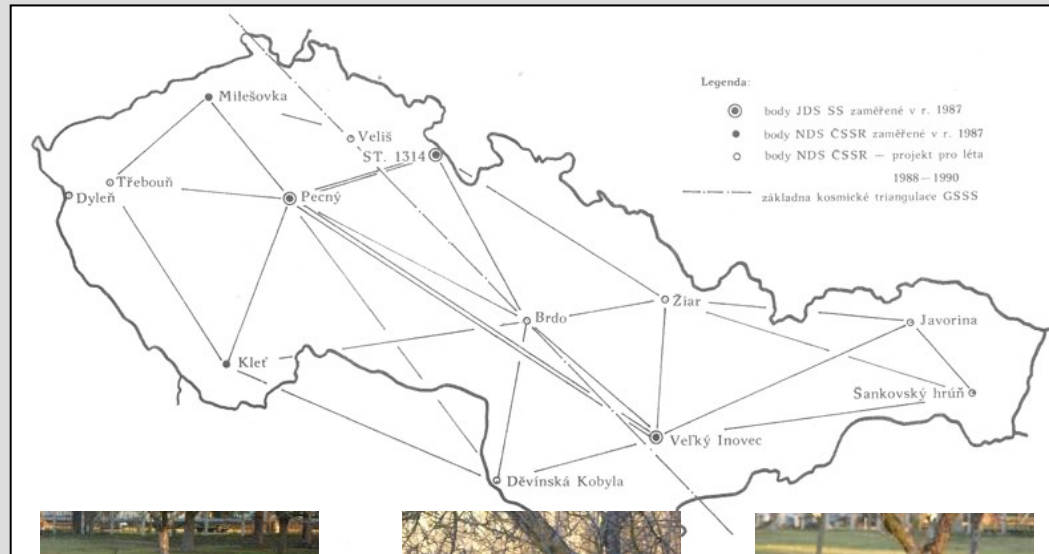 Legenda:
body JDS SS zaměřené v r. 1987
body NDS ČSSR zaměřené v r. 1987
body NDS ČSSR — projekt pro léta
1988—1990
základna kosmické triangulace GSSS
Milešovka
Veliš
ST. 1314
Třebouň
Dyleň
Pecný
Žiar
Brdo
Javorina
Kleť
Šankovský hrúň
Veľký Inovec
Děvínská Kobyla